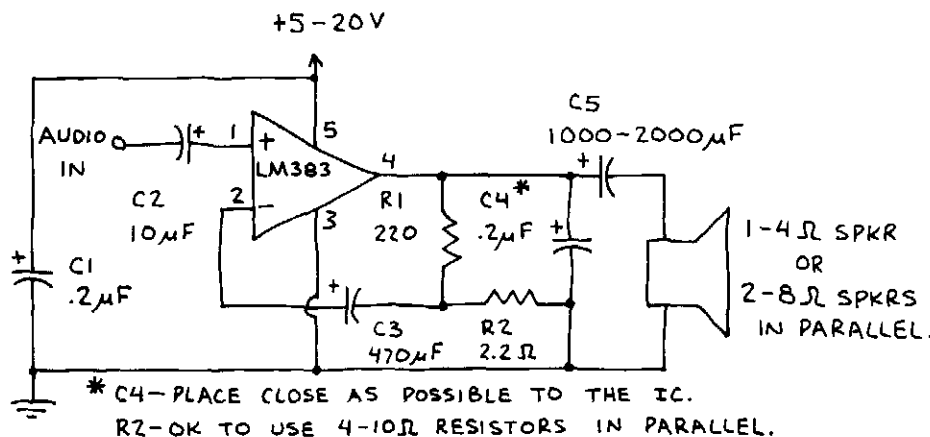 +5-20V
C5
1000-2000µF
AUDIO
IN
1
+
5
LM383
4
2
-
3
C2
10µF
R1
220
C4*
.2µF
+
+
+
1-4Ω SPKR
OR
2-8Ω SPKRS
IN PARALLEL.
+
C1
.2µF
+
C3
470µF
R2
2.2Ω
* C4-PLACE CLOSE AS POSSIBLE TO THE IC.
R2-OK TO USE 4-10Ω RESISTORS IN PARALLEL.